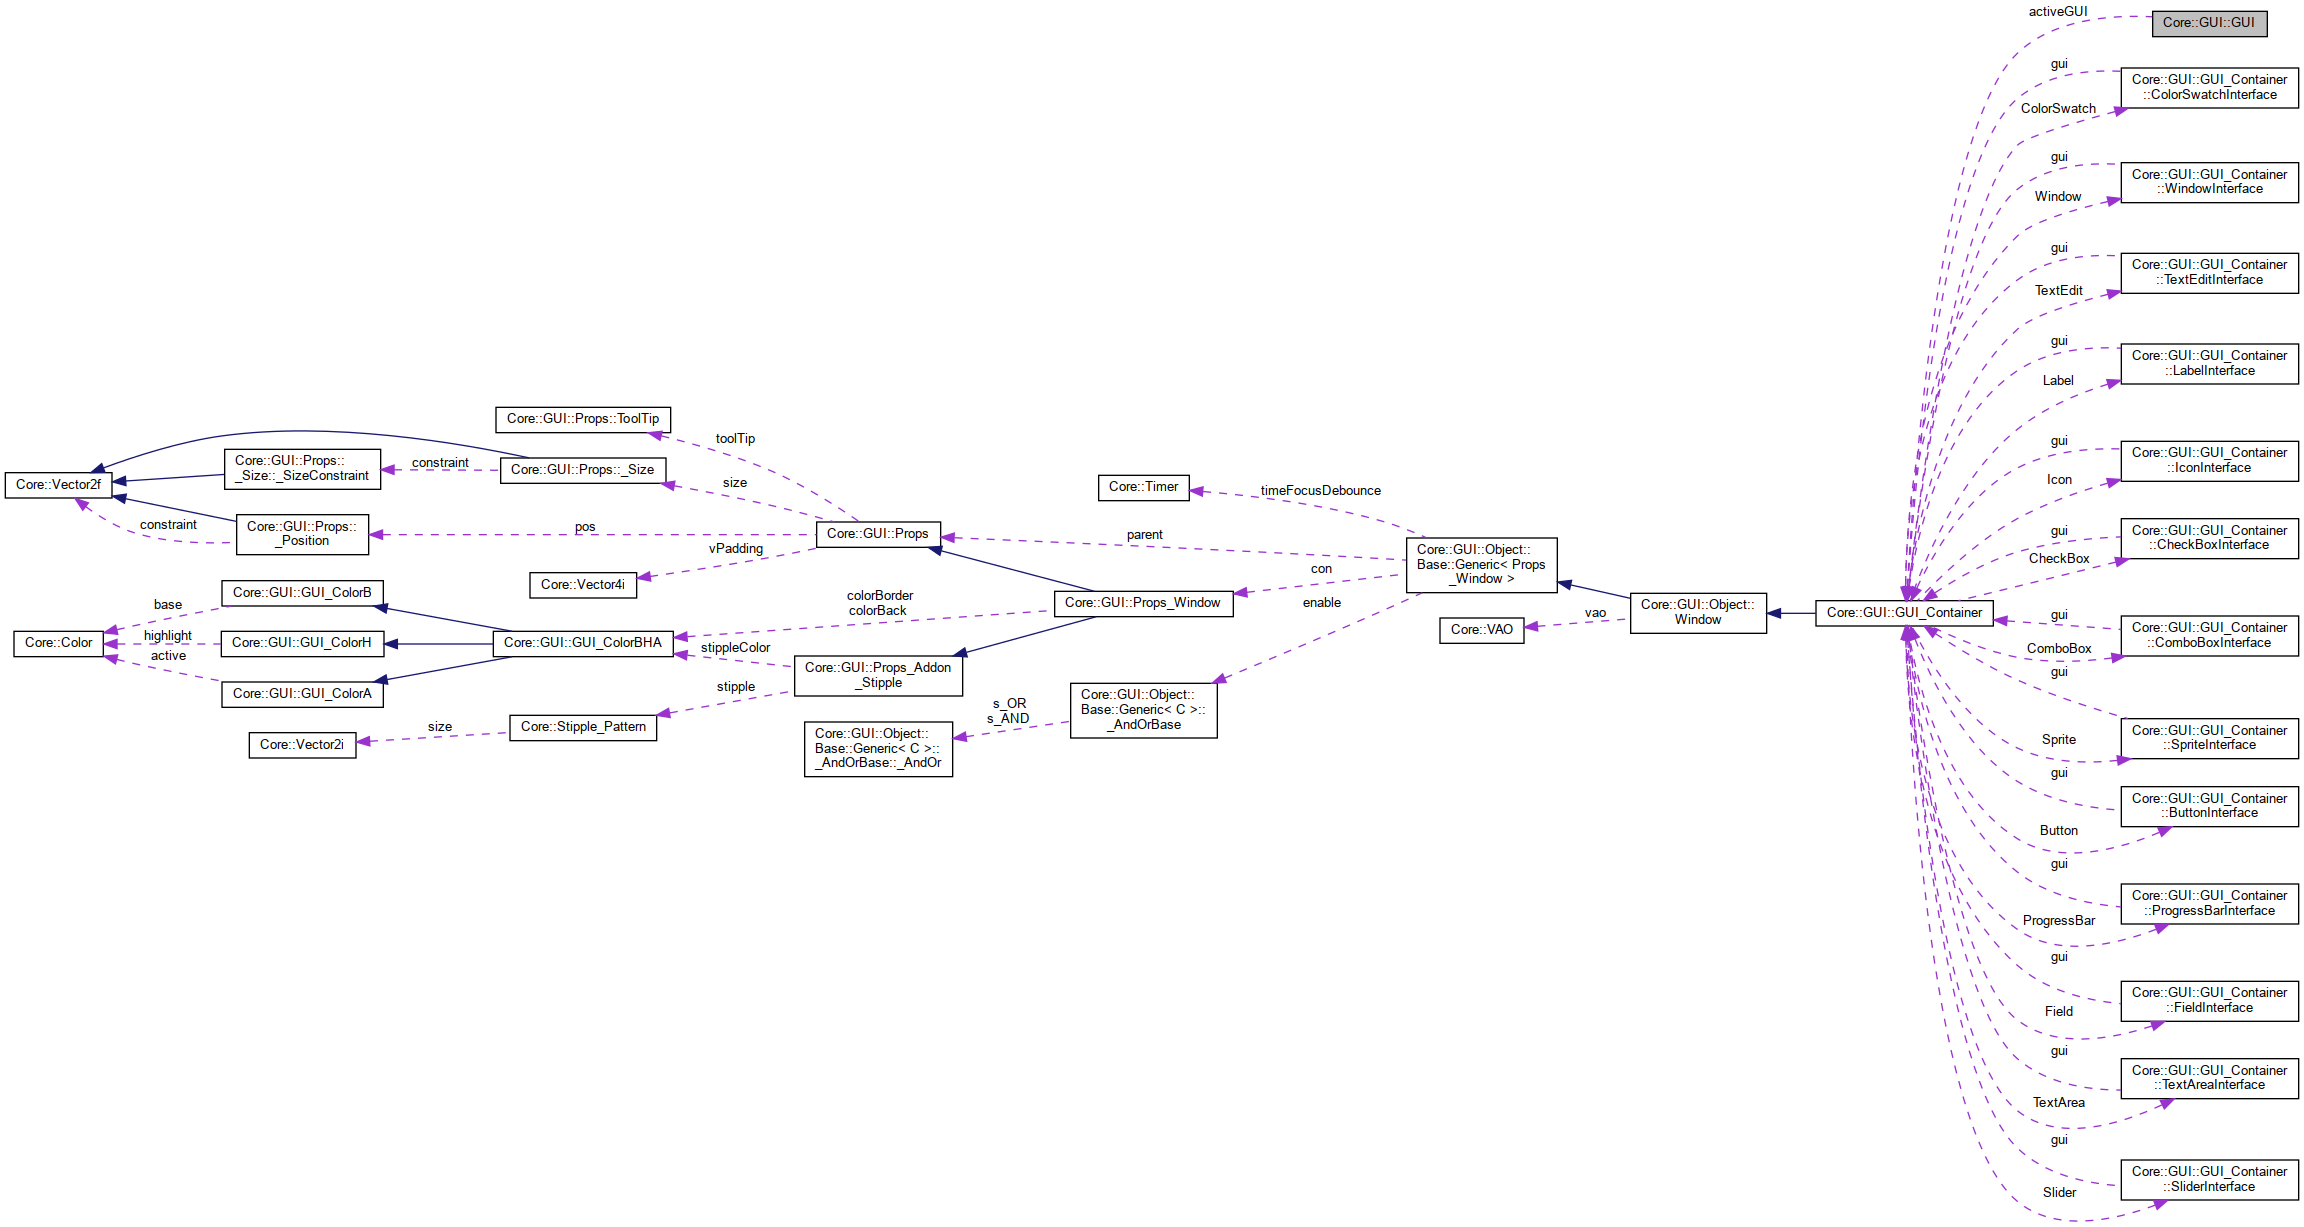 activeGUI
Core::GUI::GUI
gui
Core::GUI::GUI_Container
::ColorSwatchInterface
ColorSwatch
gui
Core::GUI::GUI_Container
::WindowInterface
Window
gui
Core::GUI::GUI_Container
::TextEditInterface
TextEdit
gui
Core::GUI::GUI_Container
::LabelInterface
Label
gui
Core::GUI::GUI_Container
::IconInterface
Icon
gui
Core::GUI::GUI_Container
::CheckBoxInterface
CheckBox
gui
Core::GUI::GUI_Container
::ComboBoxInterface
ComboBox
gui
Core::GUI::GUI_Container
::SpriteInterface
Sprite
gui
Core::GUI::GUI_Container
::ButtonInterface
Button
gui
Core::GUI::GUI_Container
::ProgressBarInterface
ProgressBar
gui
Core::GUI::GUI_Container
::FieldInterface
Field
gui
Core::GUI::GUI_Container
::TextAreaInterface
TextArea
gui
Core::GUI::GUI_Container
::SliderInterface
Slider
Core::GUI::GUI_Container
Core::GUI::Object::
Window
vao
Core::VAO
Core::GUI::Object::
Base::Generic< Props
_Window >
timeFocusDebounce
Core::Timer
parent
con
enable
Core::GUI::Props_Window
Core::GUI::Object::
Base::Generic< C >::
_AndOrBase
s_OR
s_AND
Core::GUI::Object::
Base::Generic< C >::
_AndOrBase::_AndOr
Core::GUI::Props
toolTip
size
pos
vPadding
colorBorder
colorBack
stippleColor
Core::GUI::Props_Addon
_Stipple
stipple
Core::GUI::Props::ToolTip
Core::GUI::Props::_Size
constraint
Core::GUI::Props::
_Size::_SizeConstraint
Core::Vector2f
constraint
Core::GUI::Props::
_Position
Core::Vector4i
Core::GUI::GUI_ColorBHA
Core::GUI::GUI_ColorB
Core::GUI::GUI_ColorH
Core::GUI::GUI_ColorA
base
highlight
active
Core::Color
Core::Stipple_Pattern
size
Core::Vector2i